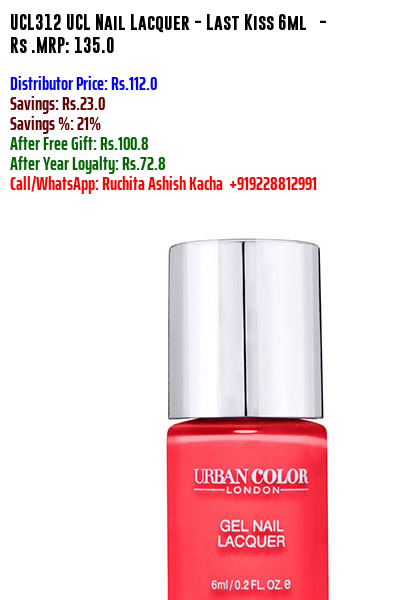 UCL312 UCL Nail Lacquer - Last Kiss 6ml -
Rs .MRP: 135.0
Distributor Price: Rs.112.0
Savings: Rs.23.0
Savings %: 21%
After Free Gift: Rs.100.8
After Year Loyalty: Rs.72.8
Call/WhatsApp: Ruchita Ashish Kacha +919228812991
URBAN COLOR
LONDON
GEL NAIL
LACQUER
6ml / 0.2 FL. OZ. e